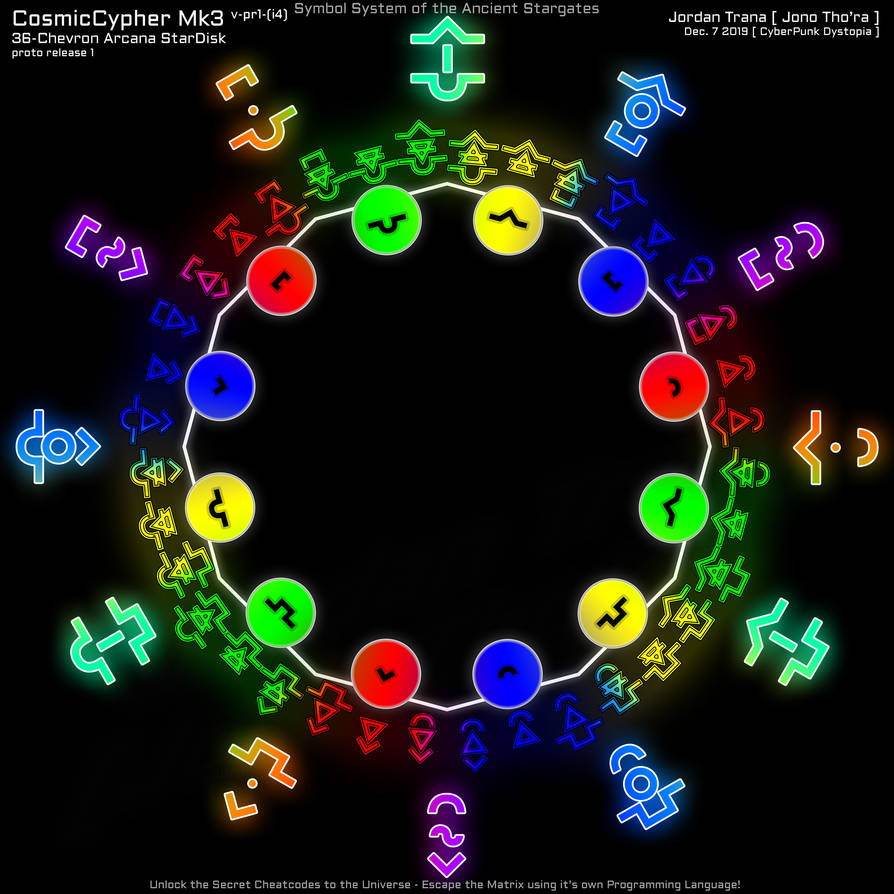 Symbol System of the Ancient Stargates
CosmicCypher Mk3 v-pr1-(i4)
36-Chevron Arcana StarDisk
proto release 1
Jordan Trana [ Jono Tho'ra ]
Dec. 7 2019 [ CyberPunk Dystopia ]
Unlock the Secret Cheatcodes to the Universe - Escape the Matrix using it's own Programming Language!